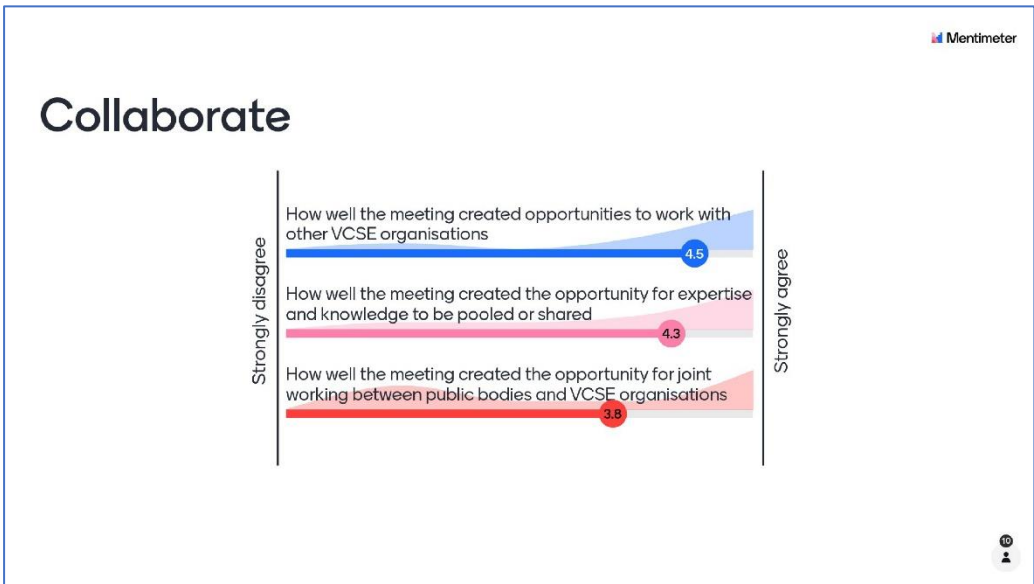 Mentimeter
Collaborate
Strongly disagree
How well the meeting created opportunities to work with
other VCSE organisations
4.5
How well the meeting created the opportunity for expertise
and knowledge to be pooled or shared
4.3
How well the meeting created the opportunity for joint
working between public bodies and VCSE organisations
3.8
Strongly agree
10